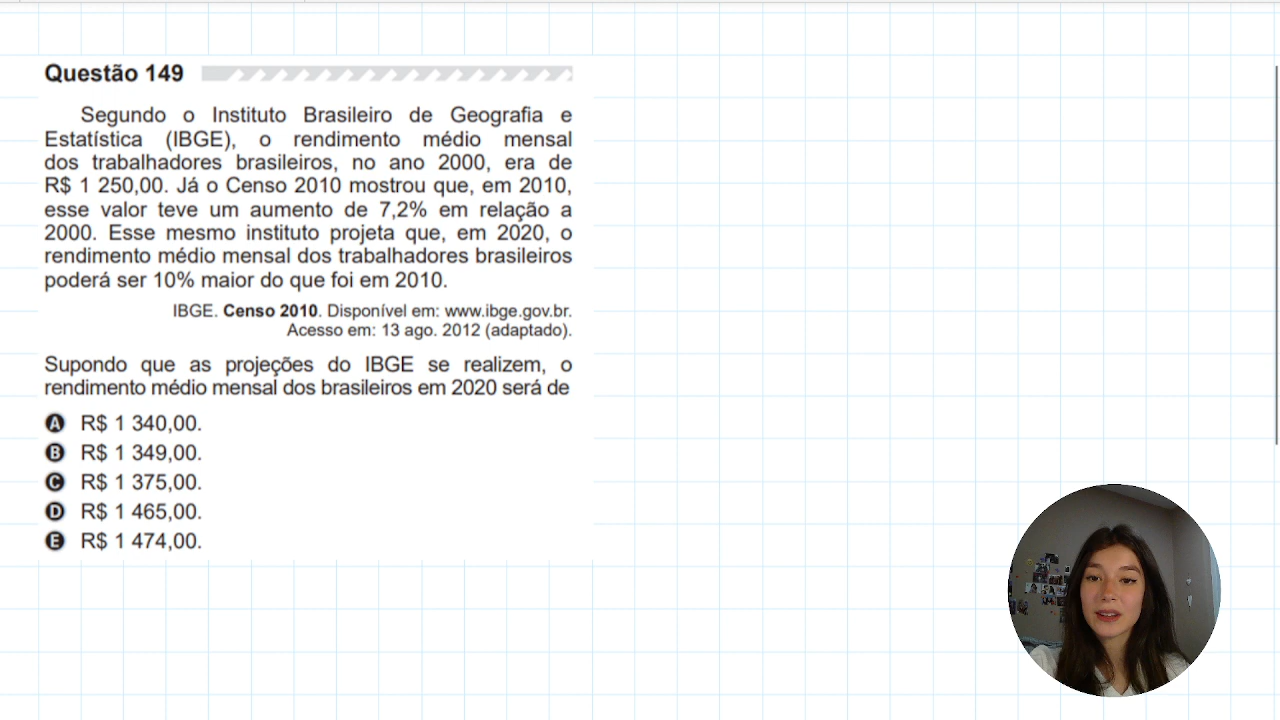 Questão 149
Segundo o Instituto Brasileiro de Geografia e
Estatística (IBGE), o rendimento médio mensal
dos trabalhadores brasileiros, no ano 2000, era de
R$ 1 250,00. Já o Censo 2010 mostrou que, em 2010,
esse valor teve um aumento de 7,2% em relação a
2000. Esse mesmo instituto projeta que, em 2020, o
rendimento médio mensal dos trabalhadores brasileiros
poderá ser 10% maior do que foi em 2010.
IBGE. Censo 2010. Disponível em: www.ibge.gov.br.
Acesso em: 13 ago. 2012 (adaptado).
Supondo que as projeções do IBGE se realizem, o
rendimento médio mensal dos brasileiros em 2020 será de
A R$ 1 340,00.
B R$ 1 349,00.
C R$ 1 375,00.
D R$ 1 465,00.
E R$ 1 474,00.